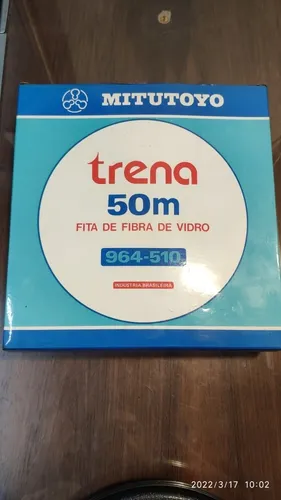 MITUTOYO
trena
50m
FITA DE FIBRA DE VIDRO
964-510
INDÚSTRIA BRASILEIRA
2022/3/17 10:02